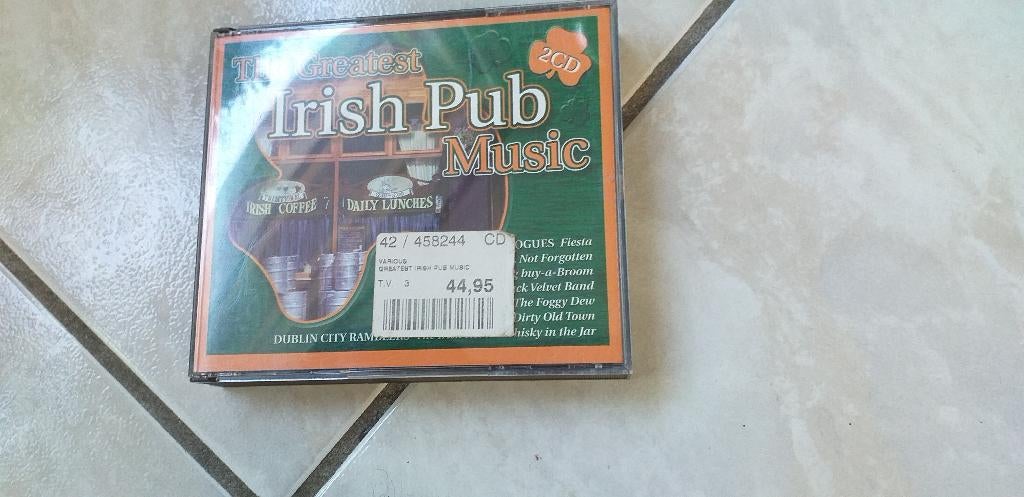 The Greatest
2CD
Irish Pub
Music
IRISH COFFEE
DAILY LUNCHES
42 / 458244 CD
VARIOUS
GREATEST IRISH PUB MUSIC
T.V. 3 44,95
OGUES Fiesta
Not Forgotten
buy-a-Broom
ck Velvet Band
The Foggy Dew
Dirty Old Town
DUBLIN CITY RAMBLERS
hisky in the Jar